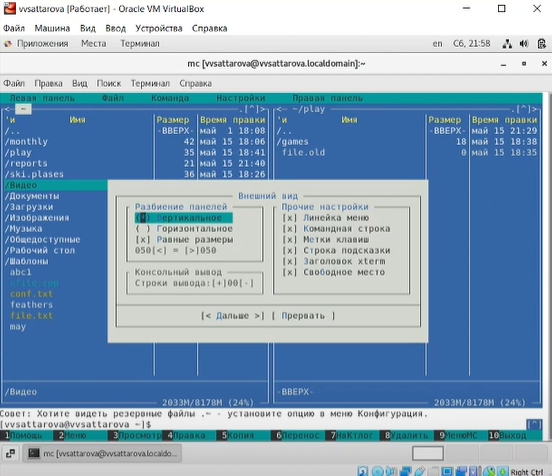 vvsattarova [Работает] - Oracle VM VirtualBox
Файл Машина Вид Ввод Устройства Справка
Приложения Места Терминал en Сб, 21:58
mc [vvsattarova@vvsattarova.localdomain]:~
Файл Правка Вид Поиск Терминал Справка
Левая панель Файл Команда Настройки Правая панель
<─ ~ .[^]> <─ ~/play .[^]>
'и Имя Размер Время правки 'и Имя Размер Время правки
/.. -ВВЕРХ- май 1 18:08 /.. -ВВЕРХ- май 15 21:29
/monthly 42 май 15 18:06 /games 18 май 15 18:38
/play 35 май 15 18:41 file.old 0 май 15 18:35
/reports 21 май 15 21:40
/ski.plases 36 май 15 18:26
/Видео
/Документы
/Загрузки
/Изображения
/Музыка
/Общедоступные
/Рабочий стол
/Шаблоны
abc1
conf.txt
feathers
file.txt
may
Внешний вид
Разбиение панелей Прочие настройки
(*) Вертикальное [x] Линейка меню
( ) Горизонтальное [x] Командная строка
[x] Равные размеры [x] Метки клавиш
050[<] = [>]050 [x] Строка подсказки
[x] Заголовок xterm
Консольный вывод [x] Свободное место
Строки вывода:[+]00[-]
[< Дальше >] [ Прервать ]
/Видео -ВВЕРХ-
2033M/8178M (24%) 2033M/8178M (24%)
Совет: Хотите видеть резервные файлы .~ - установите опцию в меню Конфигурация.
[vvsattarova@vvsattarova ~]$ [^]
1Помощь 2Меню 3Просмотр 4Правка 5Копия 6Перенос 7НвКтлог 8Удалить 9МенюMC 10Выход
mc [vvsattarova@vvsattarova.localdo...
Right Ctrl